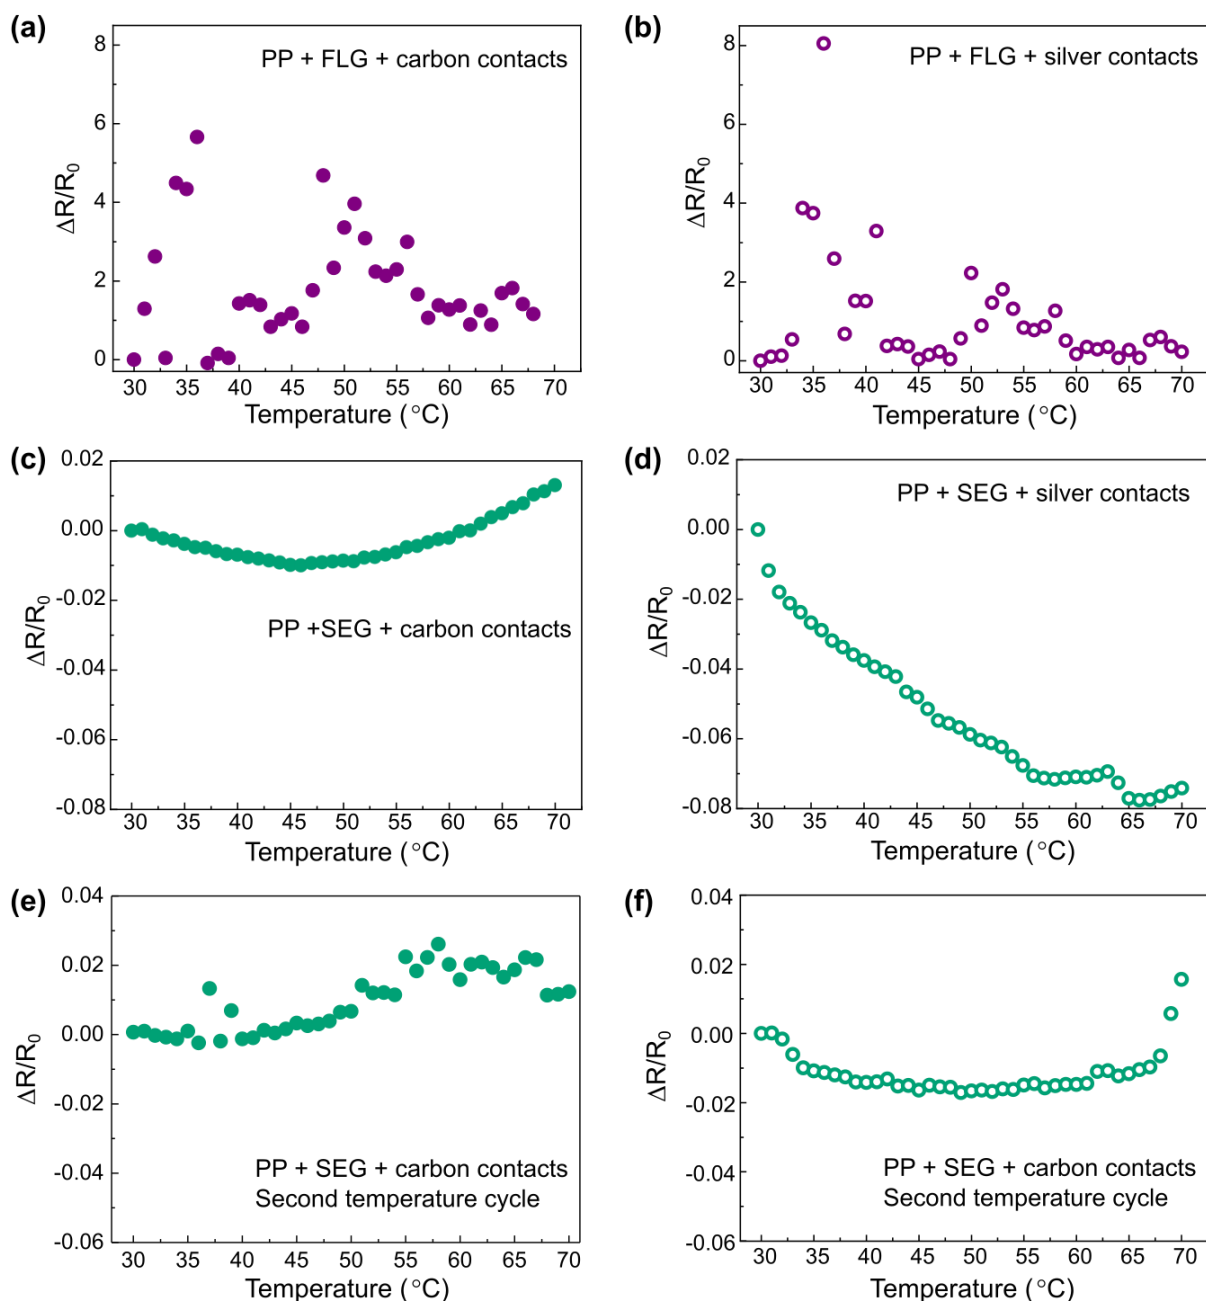 (a)
PP + FLG + carbon contacts
8
6
4
2
0
ΔR/R0
30 35 40 45 50 55 60 65 70
Temperature (°C)
(b)
PP + FLG + silver contacts
8
6
4
2
0
ΔR/R0
30 35 40 45 50 55 60 65 70
Temperature (°C)
(c)
0.02
0.00
-0.02
-0.04
-0.06
-0.08
ΔR/R0
PP +SEG + carbon contacts
30 35 40 45 50 55 60 65 70
Temperature (°C)
(d)
0.02
PP + SEG + silver contacts
0.00
-0.02
-0.04
-0.06
-0.08
ΔR/R0
30 35 40 45 50 55 60 65 70
Temperature (°C)
(e)
0.04
0.02
0.00
-0.02
-0.04
-0.06
ΔR/R0
PP + SEG + carbon contacts
Second temperature cycle
30 35 40 45 50 55 60 65 70
Temperature (°C)
(f)
0.04
0.02
0.00
-0.02
-0.04
-0.06
ΔR/R0
PP + SEG + carbon contacts
Second temperature cycle
30 35 40 45 50 55 60 65 70
Temperature (°C)